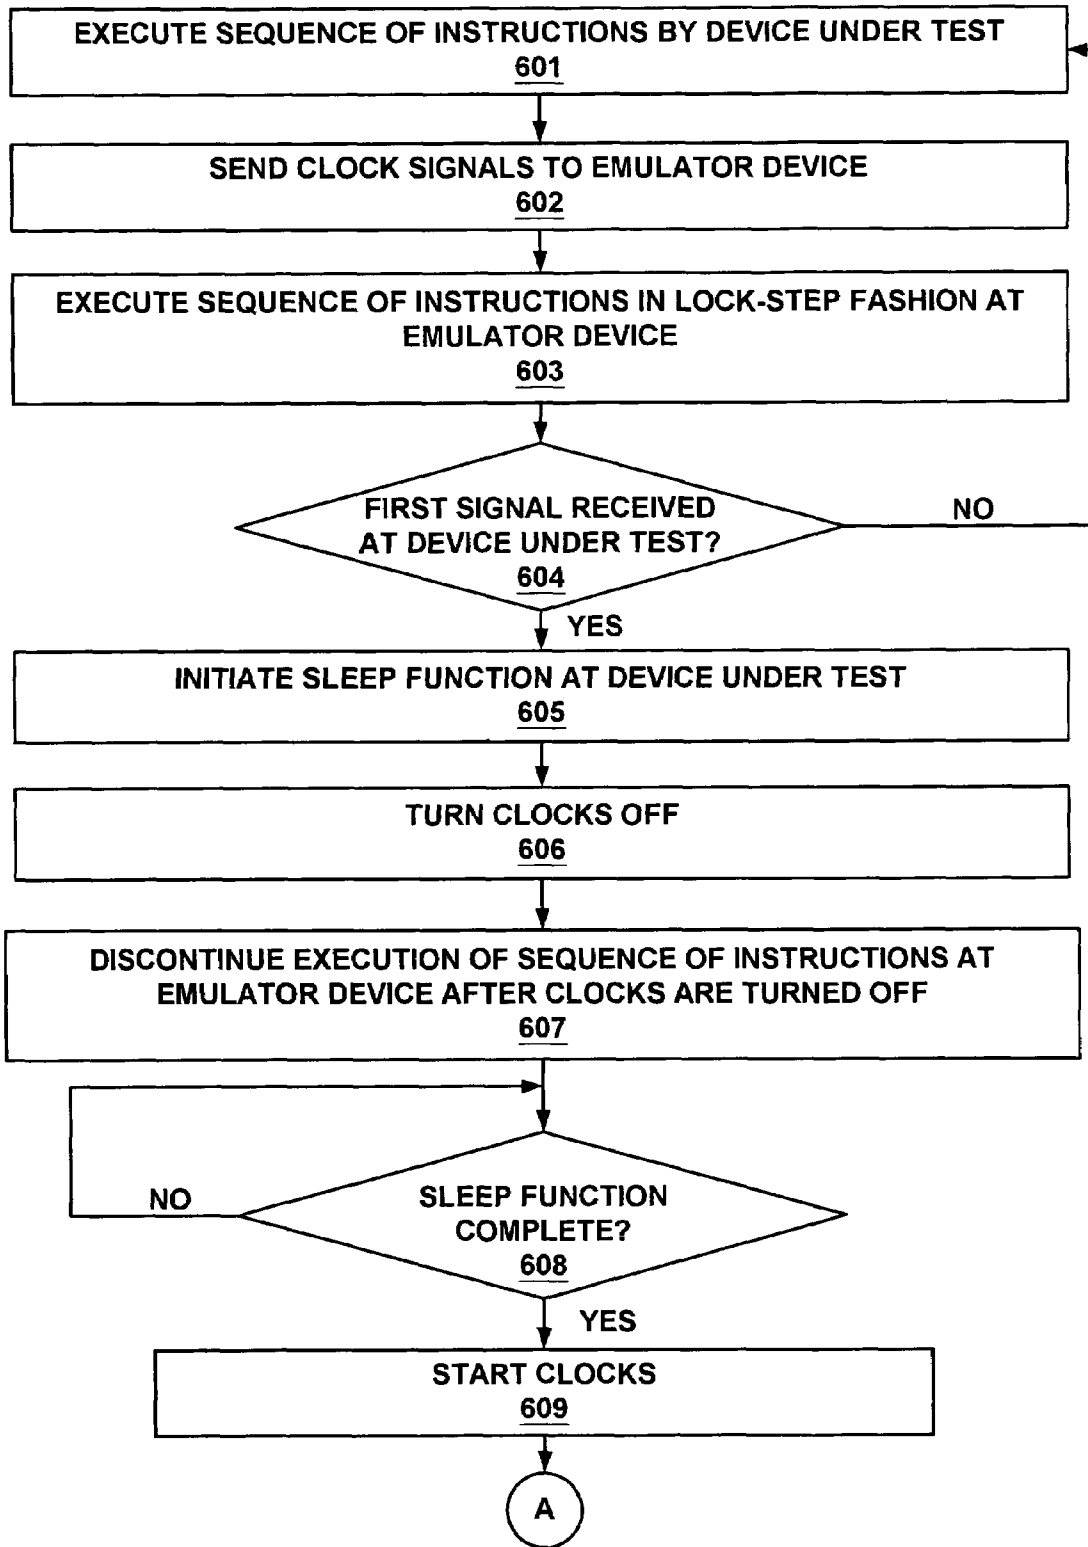 EXECUTE SEQUENCE OF INSTRUCTIONS BY DEVICE UNDER TEST
601
SEND CLOCK SIGNALS TO EMULATOR DEVICE
602
EXECUTE SEQUENCE OF INSTRUCTIONS IN LOCK-STEP FASHION AT
EMULATOR DEVICE
603
FIRST SIGNAL RECEIVED
AT DEVICE UNDER TEST?
604
NO
YES
INITIATE SLEEP FUNCTION AT DEVICE UNDER TEST
605
TURN CLOCKS OFF
606
DISCONTINUE EXECUTION OF SEQUENCE OF INSTRUCTIONS AT
EMULATOR DEVICE AFTER CLOCKS ARE TURNED OFF
607
NO
SLEEP FUNCTION
COMPLETE?
608
YES
START CLOCKS
609
A